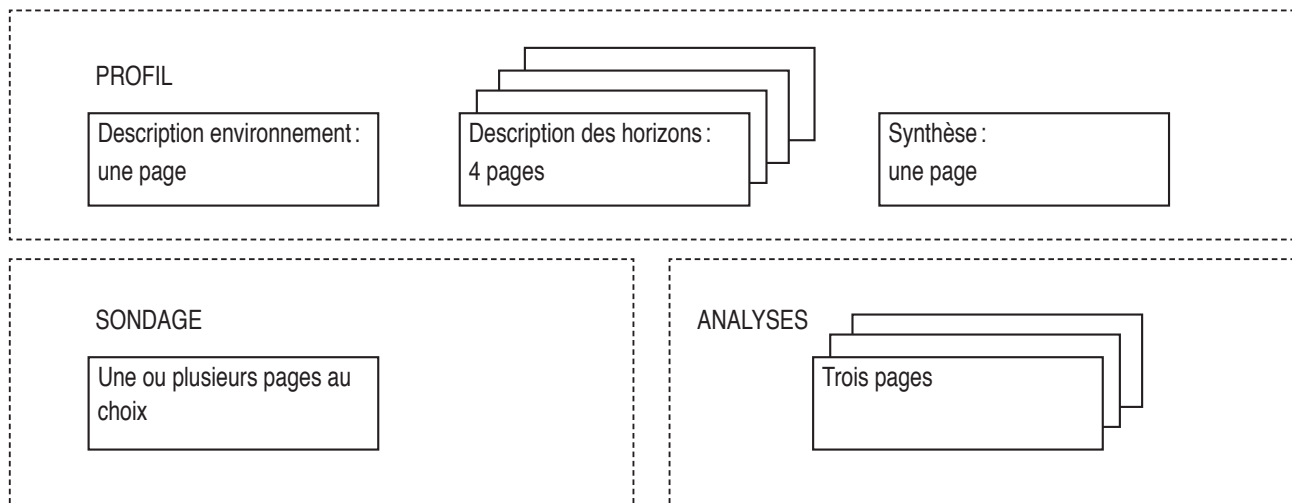 PROFIL
Description environnement :
une page
Description des horizons :
4 pages
Synthèse :
une page
SONDAGE
Une ou plusieurs pages au
choix
ANALYSES
Trois pages